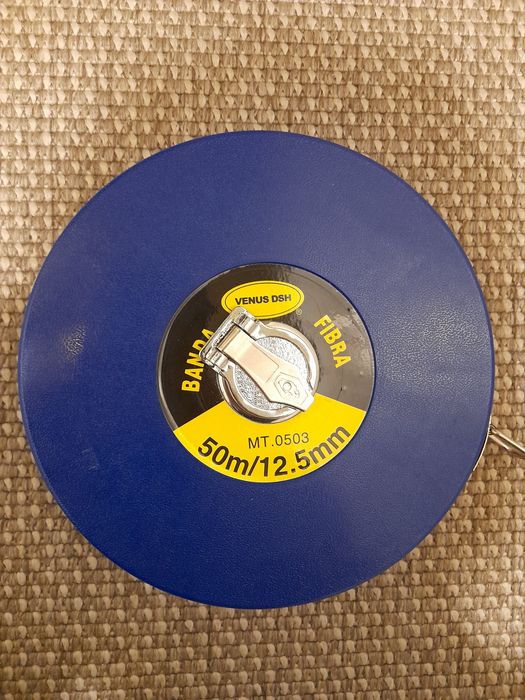 VENUS DSH
®
BANDA
FIBRA
MT.0503
50m/12.5mm